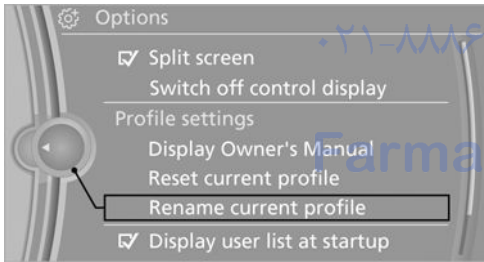 Options
۰۲۱-۸۸۸۶
Split screen
Switch off control display
Profile settings
Display Owner's Manual
Farma
Reset current profile
Rename current profile
Display user list at startup